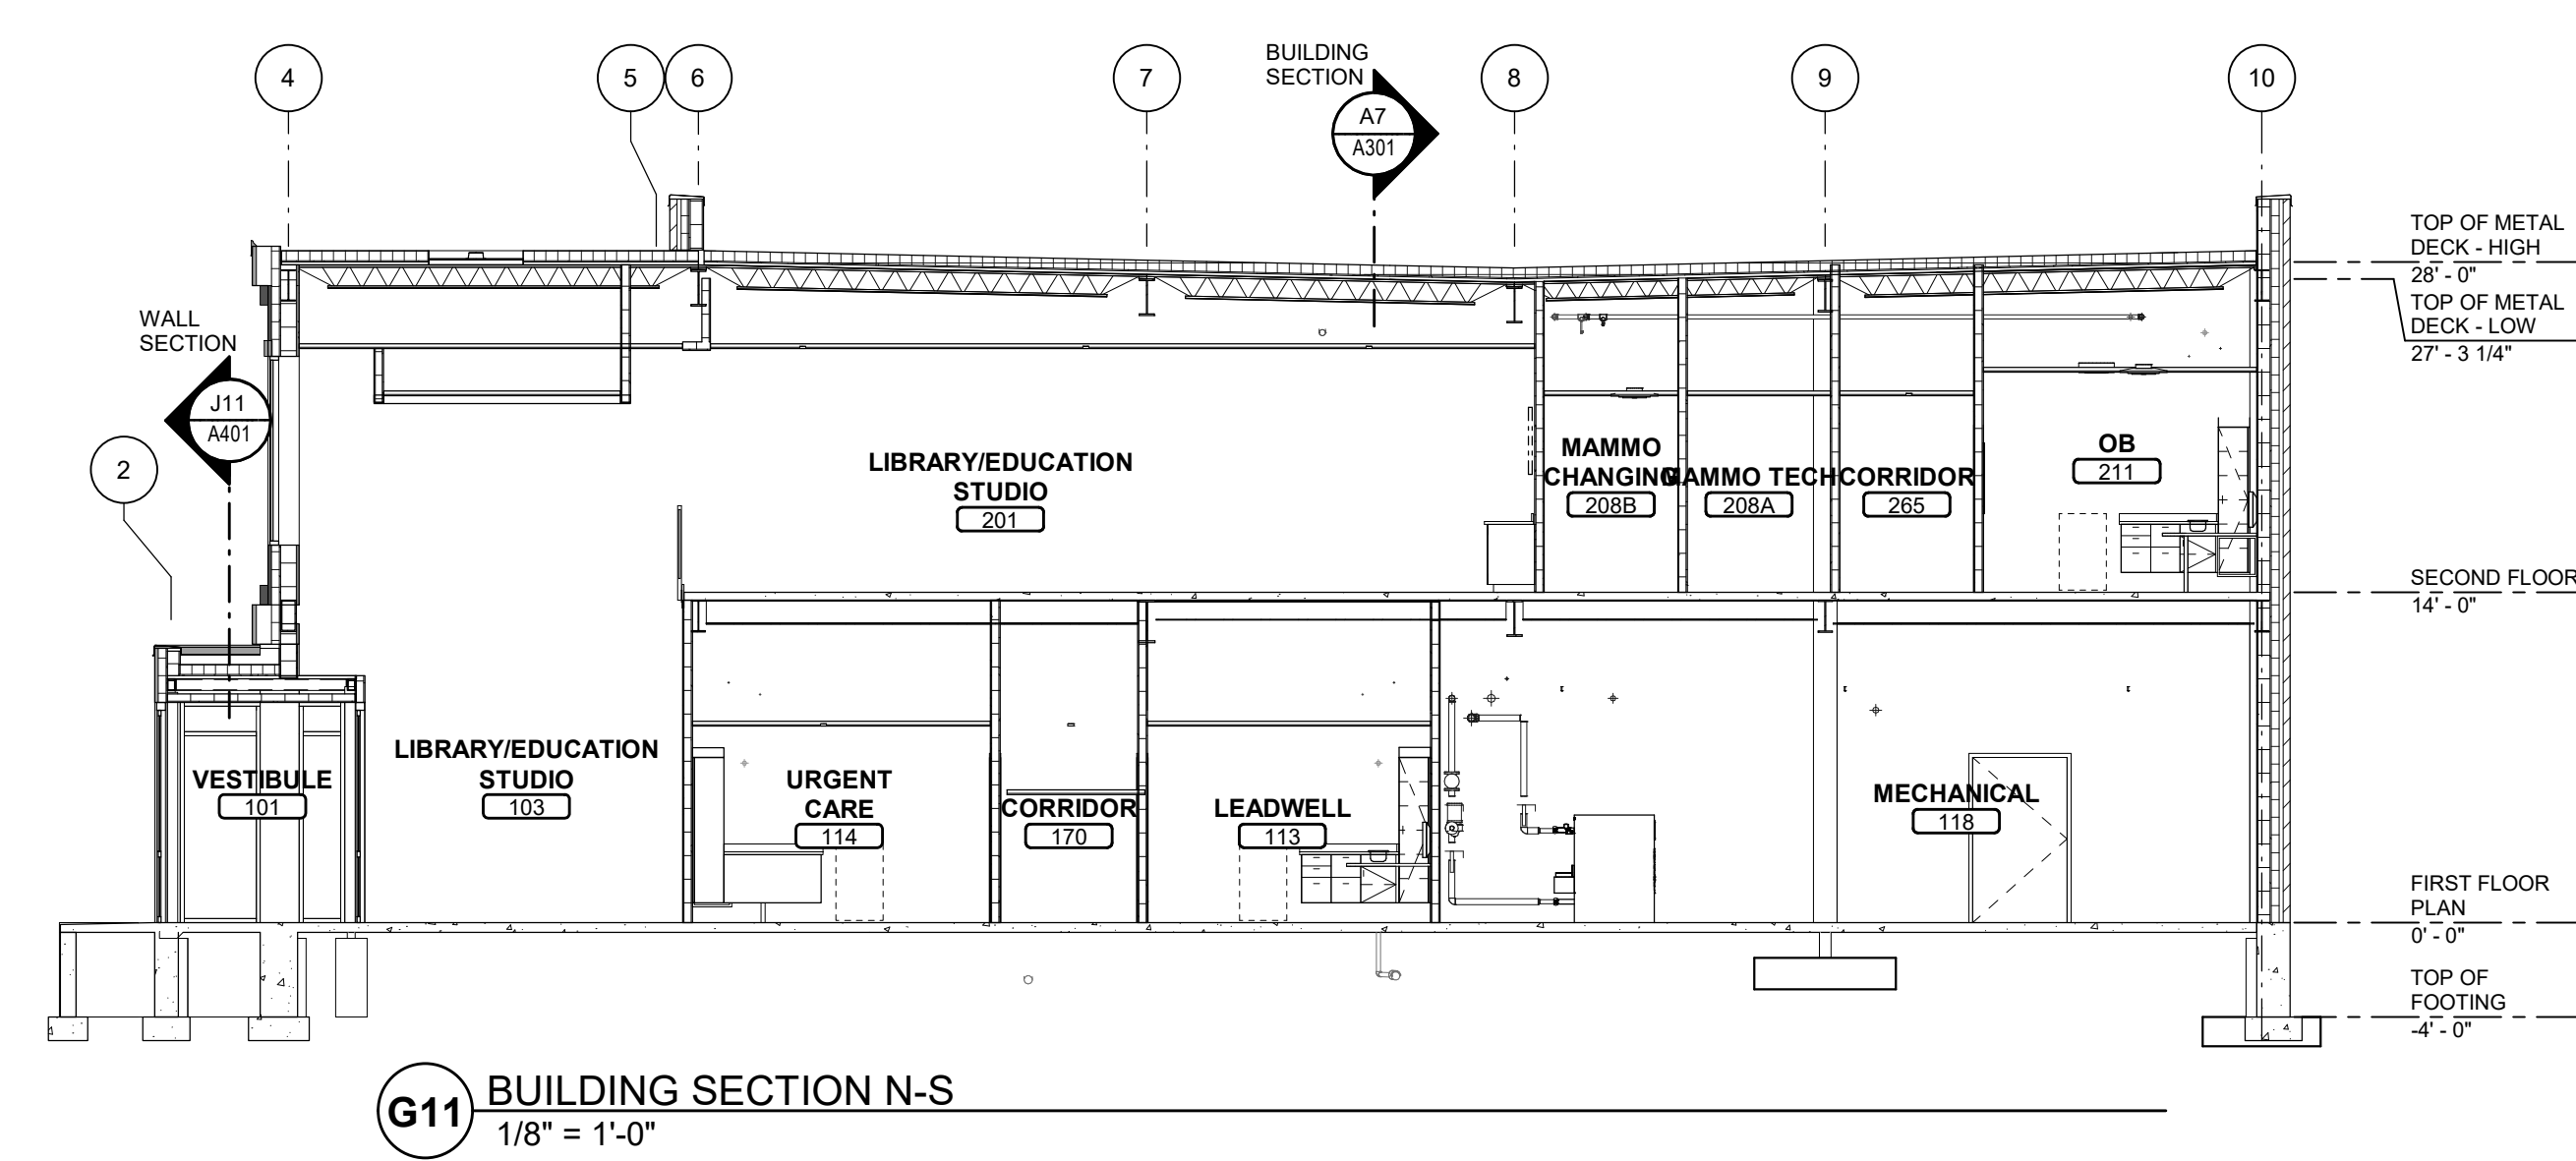 4
5
6
7
BUILDING
SECTION
A7
A301
8
9
10
TOP OF METAL
DECK - HIGH
28' - 0"
TOP OF METAL
DECK - LOW
27' - 3 1/4"
WALL
SECTION
J11
A401
2
LIBRARY/EDUCATION
STUDIO
201
MAMMO
CHANGING
208B
MAMMO TECH
208A
CORRIDOR
265
OB
211
SECOND FLOOR
14' - 0"
VESTIBULE
101
LIBRARY/EDUCATION
STUDIO
103
URGENT
CARE
114
CORRIDOR
170
LEADWELL
113
MECHANICAL
118
FIRST FLOOR
PLAN
0' - 0"
TOP OF
FOOTING
-4' - 0"
G11
BUILDING SECTION N-S
1/8" = 1'-0"